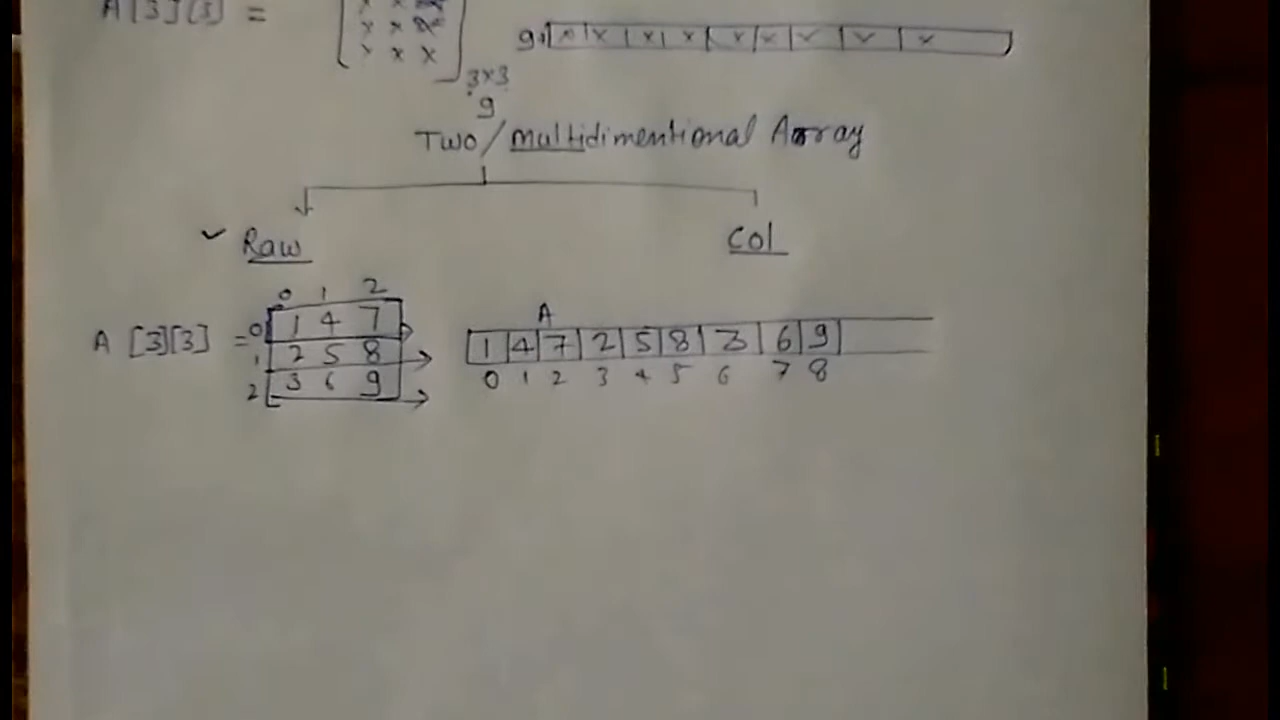 A[3][3] =
x x
x x
x x x
3x3
9
9
x x x x x x x x x
Two/multidimentional Array
Raw
Col
0 1 2
A [3][3] =
0 1 4 7
1 2 5 8
2 3 6 9
A
1 4 7 2 5 8 3 6 9
0 1 2 3 4 5 6 7 8